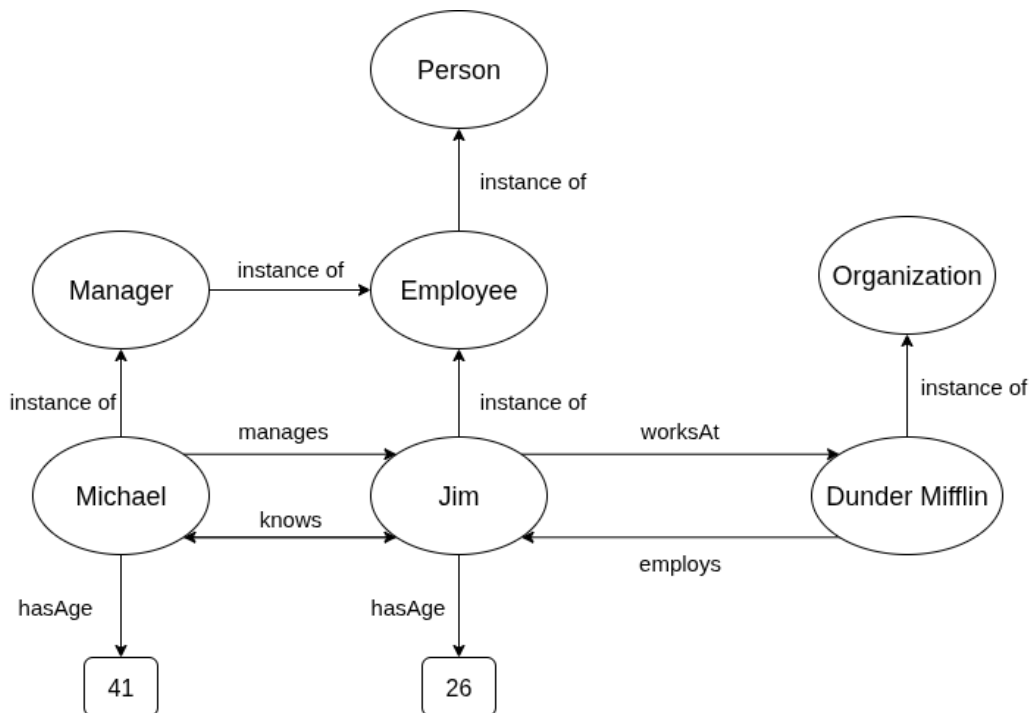 Person
instance of
Manager
instance of
Employee
Organization
instance of
instance of
instance of
manages
worksAt
Michael
Jim
Dunder Mifflin
knows
employs
hasAge
hasAge
41
26